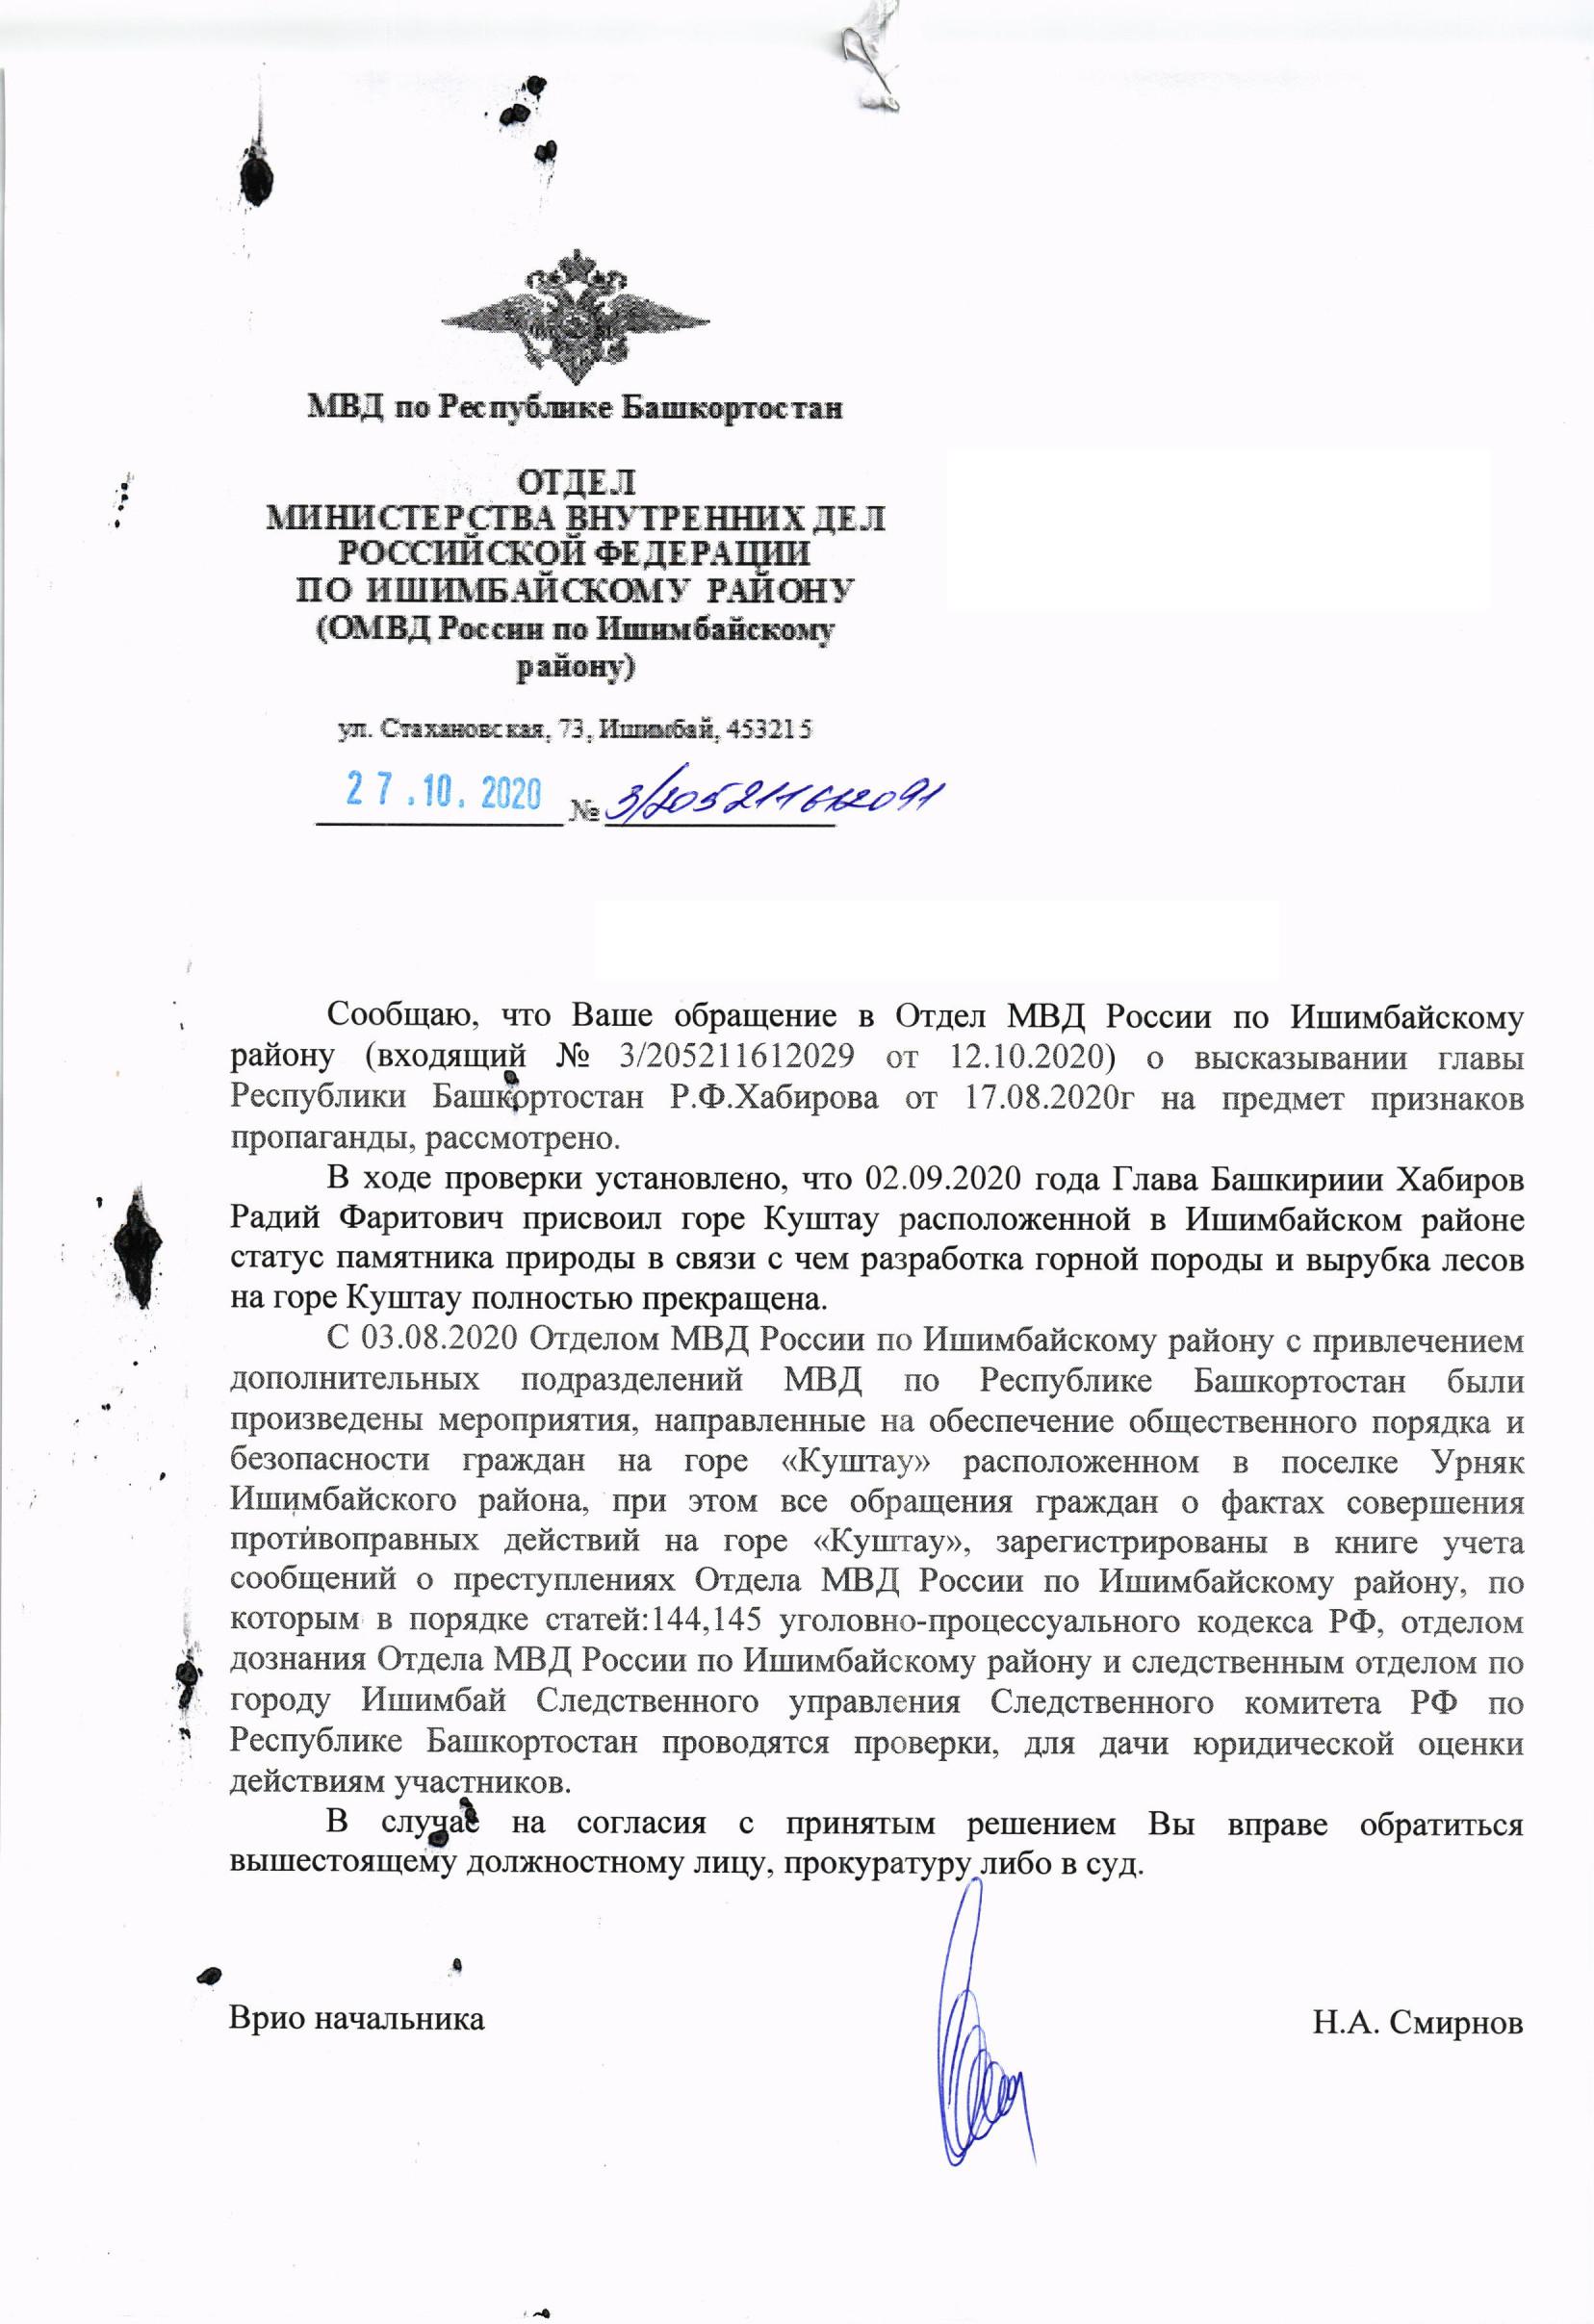 МВД по Республике Башкортостан
ОТДЕЛ
МИНИСТЕРСТВА ВНУТРЕННИХ ДЕЛ
РОССИЙСКОЙ ФЕДЕРАЦИИ
ПО ИШИМБАЙСКОМУ РАЙОНУ
(ОМВД России по Ишимбайскому
району)
ул. Стахановская, 73, Ишимбай, 453215
27.10.2020 № 3/205211612091
Сообщаю, что Ваше обращение в Отдел МВД России по Ишимбайскому
району (входящий № 3/205211612029 от 12.10.2020) о высказывании главы
Республики Башкортостан Р.Ф.Хабирова от 17.08.2020г на предмет признаков
пропаганды, рассмотрено.
В ходе проверки установлено, что 02.09.2020 года Глава Башкириии Хабиров
Радий Фаритович присвоил горе Куштау расположенной в Ишимбайском районе
статус памятника природы в связи с чем разработка горной породы и вырубка лесов
на горе Куштау полностью прекращена.
С 03.08.2020 Отделом МВД России по Ишимбайскому району с привлечением
дополнительных подразделений МВД по Республике Башкортостан были
произведены мероприятия, направленные на обеспечение общественного порядка и
безопасности граждан на горе «Куштау» расположенном в поселке Урняк
Ишимбайского района, при этом все обращения граждан о фактах совершения
противоправных действий на горе «Куштау», зарегистрированы в книге учета
сообщений о преступлениях Отдела МВД России по Ишимбайскому району, по
которым в порядке статей:144,145 уголовно-процессуального кодекса РФ, отделом
дознания Отдела МВД России по Ишимбайскому району и следственным отделом по
городу Ишимбай Следственного управления Следственного комитета РФ по
Республике Башкортостан проводятся проверки, для дачи юридической оценки
действиям участников.
В случае на согласия с принятым решением Вы вправе обратиться
вышестоящему должностному лицу, прокуратуру либо в суд.
Врио начальника Н.А. Смирнов